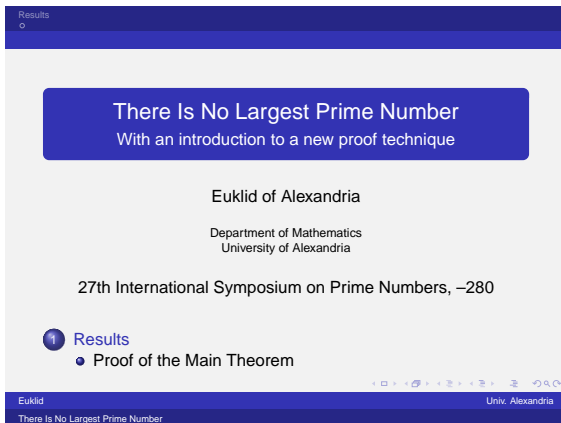 Results
There Is No Largest Prime Number
With an introduction to a new proof technique
Euklid of Alexandria
Department of Mathematics
University of Alexandria
27th International Symposium on Prime Numbers, –280
1 Results
Proof of the Main Theorem
Euklid Univ. Alexandria
There Is No Largest Prime Number